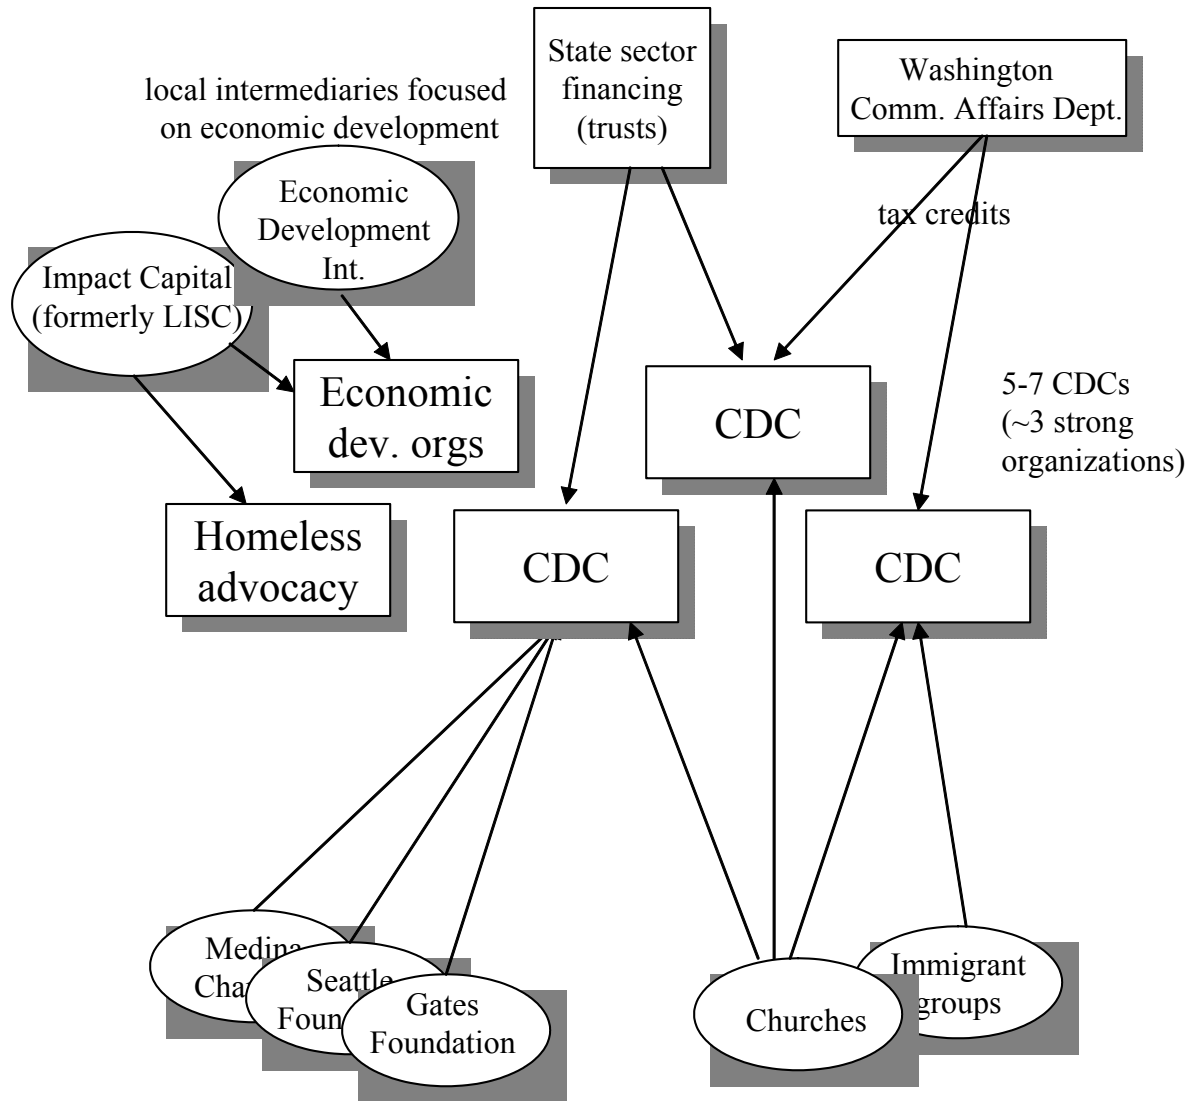 State sector
financing
(trusts)
Washington
Comm. Affairs Dept.
local intermediaries focused
on economic development
Economic
Development
Int.
tax credits
Impact Capital
(formerly LISC)
Economic
dev. orgs
CDC
5-7 CDCs
(~3 strong
organizations)
Homeless
advocacy
CDC
CDC
Medina
Seattle
Gates
Foundation
Churches
Immigrant
groups